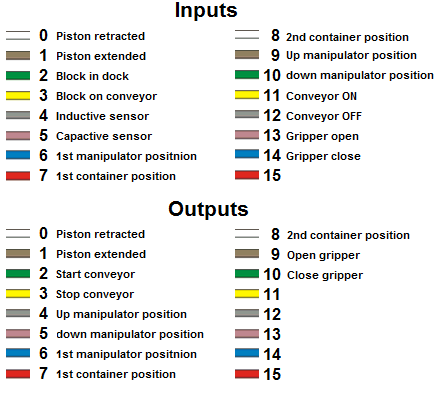 Inputs
0 Piston retracted
1 Piston extended
2 Block in dock
3 Block on conveyor
4 Inductive sensor
5 Capactive sensor
6 1st manipulator positnion
7 1st container position
8 2nd container position
9 Up manipulator position
10 down manipulator position
11 Conveyor ON
12 Conveyor OFF
13 Gripper open
14 Gripper close
15
Outputs
0 Piston retracted
1 Piston extended
2 Start conveyor
3 Stop conveyor
4 Up manipulator position
5 down manipulator position
6 1st manipulator positnion
7 1st container position
8 2nd container position
9 Open gripper
10 Close gripper
11
12
13
14
15